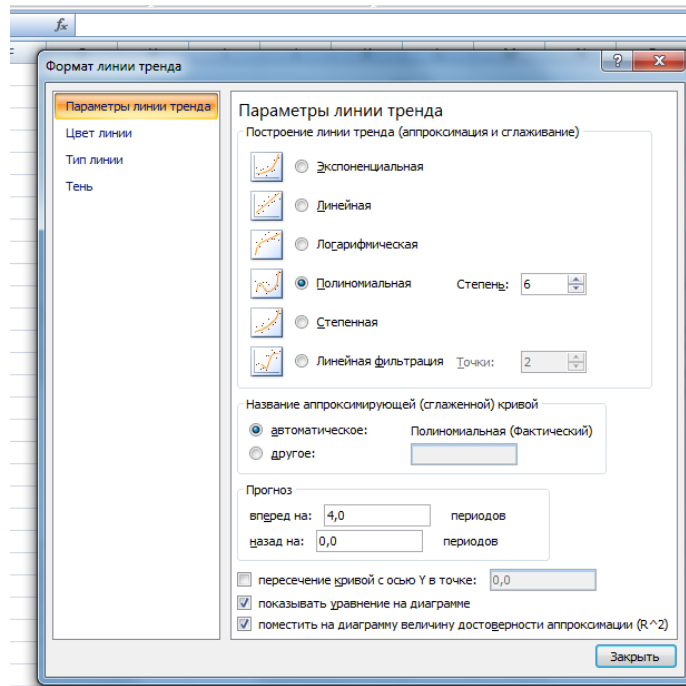 fx
Формат линии тренда
?
X
Параметры линии тренда
Цвет линии
Тип линии
Тень
Параметры линии тренда
Построение линии тренда (аппроксимация и сглаживание)
Экспоненциальная
Линейная
Логарифмическая
Полиномиальная Степень: 6
Степенная
Линейная фильтрация Точки: 2
Название аппроксимирующей (сглаженной) кривой
автоматическое: Полиномиальная (Фактический)
другое:
Прогноз
вперед на: 4,0 периодов
назад на: 0,0 периодов
пересечение кривой с осью Y в точке: 0,0
показывать уравнение на диаграмме
поместить на диаграмму величину достоверности аппроксимации (R^2)
Закрыть